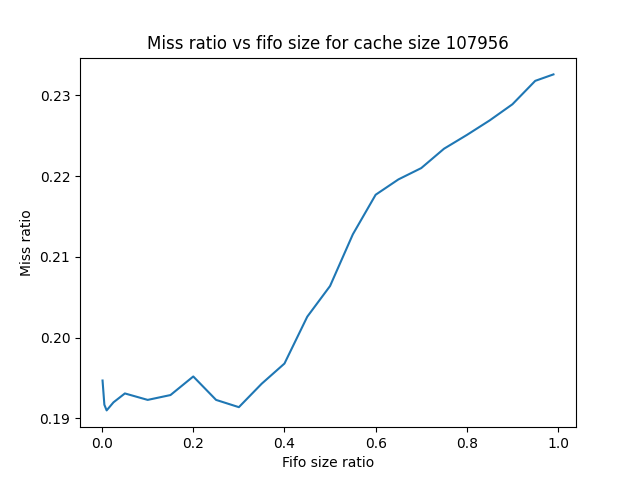 Miss ratio vs fifo size for cache size 107956
0.23
0.22
0.21
0.20
0.19
Miss ratio
0.0 0.2 0.4 0.6 0.8 1.0
Fifo size ratio